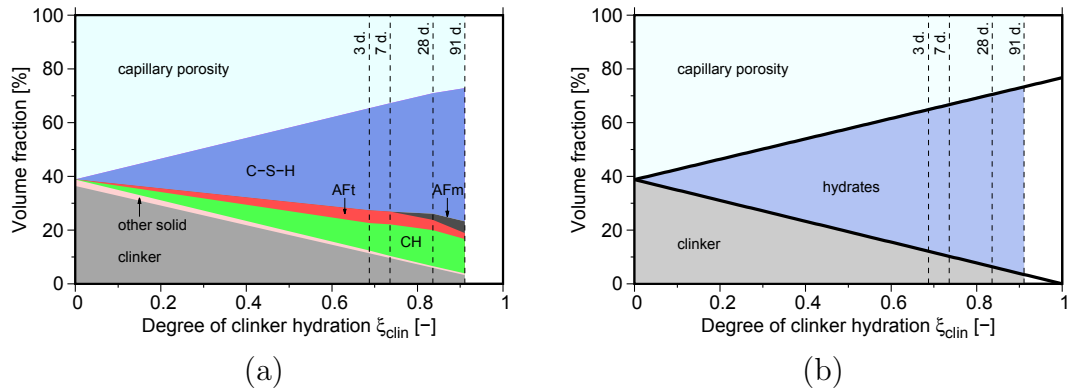 Volume fraction [%]
100
80
60
40
20
0
0
0.2
0.4
0.6
0.8
1
Degree of clinker hydration ξclin [−]
capillary porosity
C−S−H
AFt
AFm
CH
other solid
clinker
3 d.
7 d.
28 d.
91 d.
(a)
Volume fraction [%]
100
80
60
40
20
0
0
0.2
0.4
0.6
0.8
1
Degree of clinker hydration ξclin [−]
capillary porosity
hydrates
clinker
3 d.
7 d.
28 d.
91 d.
(b)